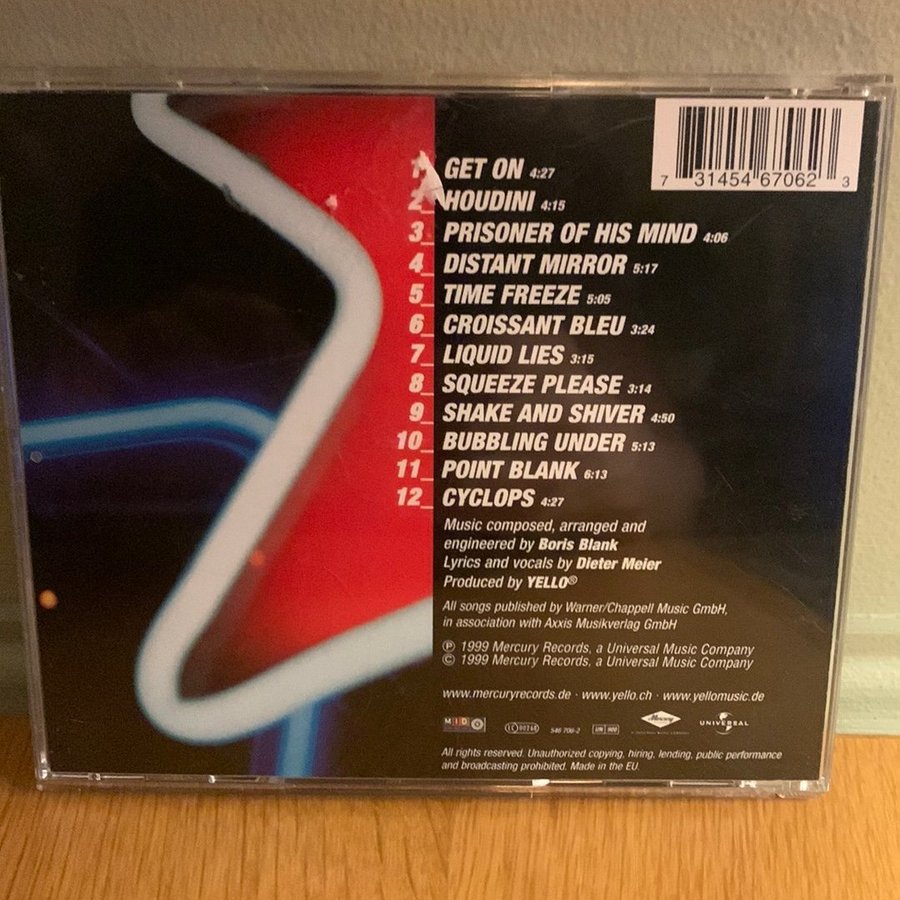 7 31454 67062 3
1_ GET ON 4:27
2_ HOUDINI 4:15
3_ PRISONER OF HIS MIND 4:06
4_ DISTANT MIRROR 5:17
5_ TIME FREEZE 5:05
6_ CROISSANT BLEU 3:24
7_ LIQUID LIES 3:15
8_ SQUEEZE PLEASE 3:14
9_ SHAKE AND SHIVER 4:50
10_ BUBBLING UNDER 5:13
11_ POINT BLANK 6:13
12_ CYCLOPS 4:27
Music composed, arranged and
engineered by Boris Blank
Lyrics and vocals by Dieter Meier
Produced by YELLO®
All songs published by Warner/Chappell Music GmbH,
in association with Axxis Musikverlag GmbH
℗ 1999 Mercury Records, a Universal Music Company
© 1999 Mercury Records, a Universal Music Company
www.mercuryrecords.de · www.yello.ch · www.yellomusic.de
MID LC 00268 546 706-2 Mercury UNIVERSAL
All rights reserved. Unauthorized copying, hiring, lending, public performance
and broadcasting prohibited. Made in the EU.